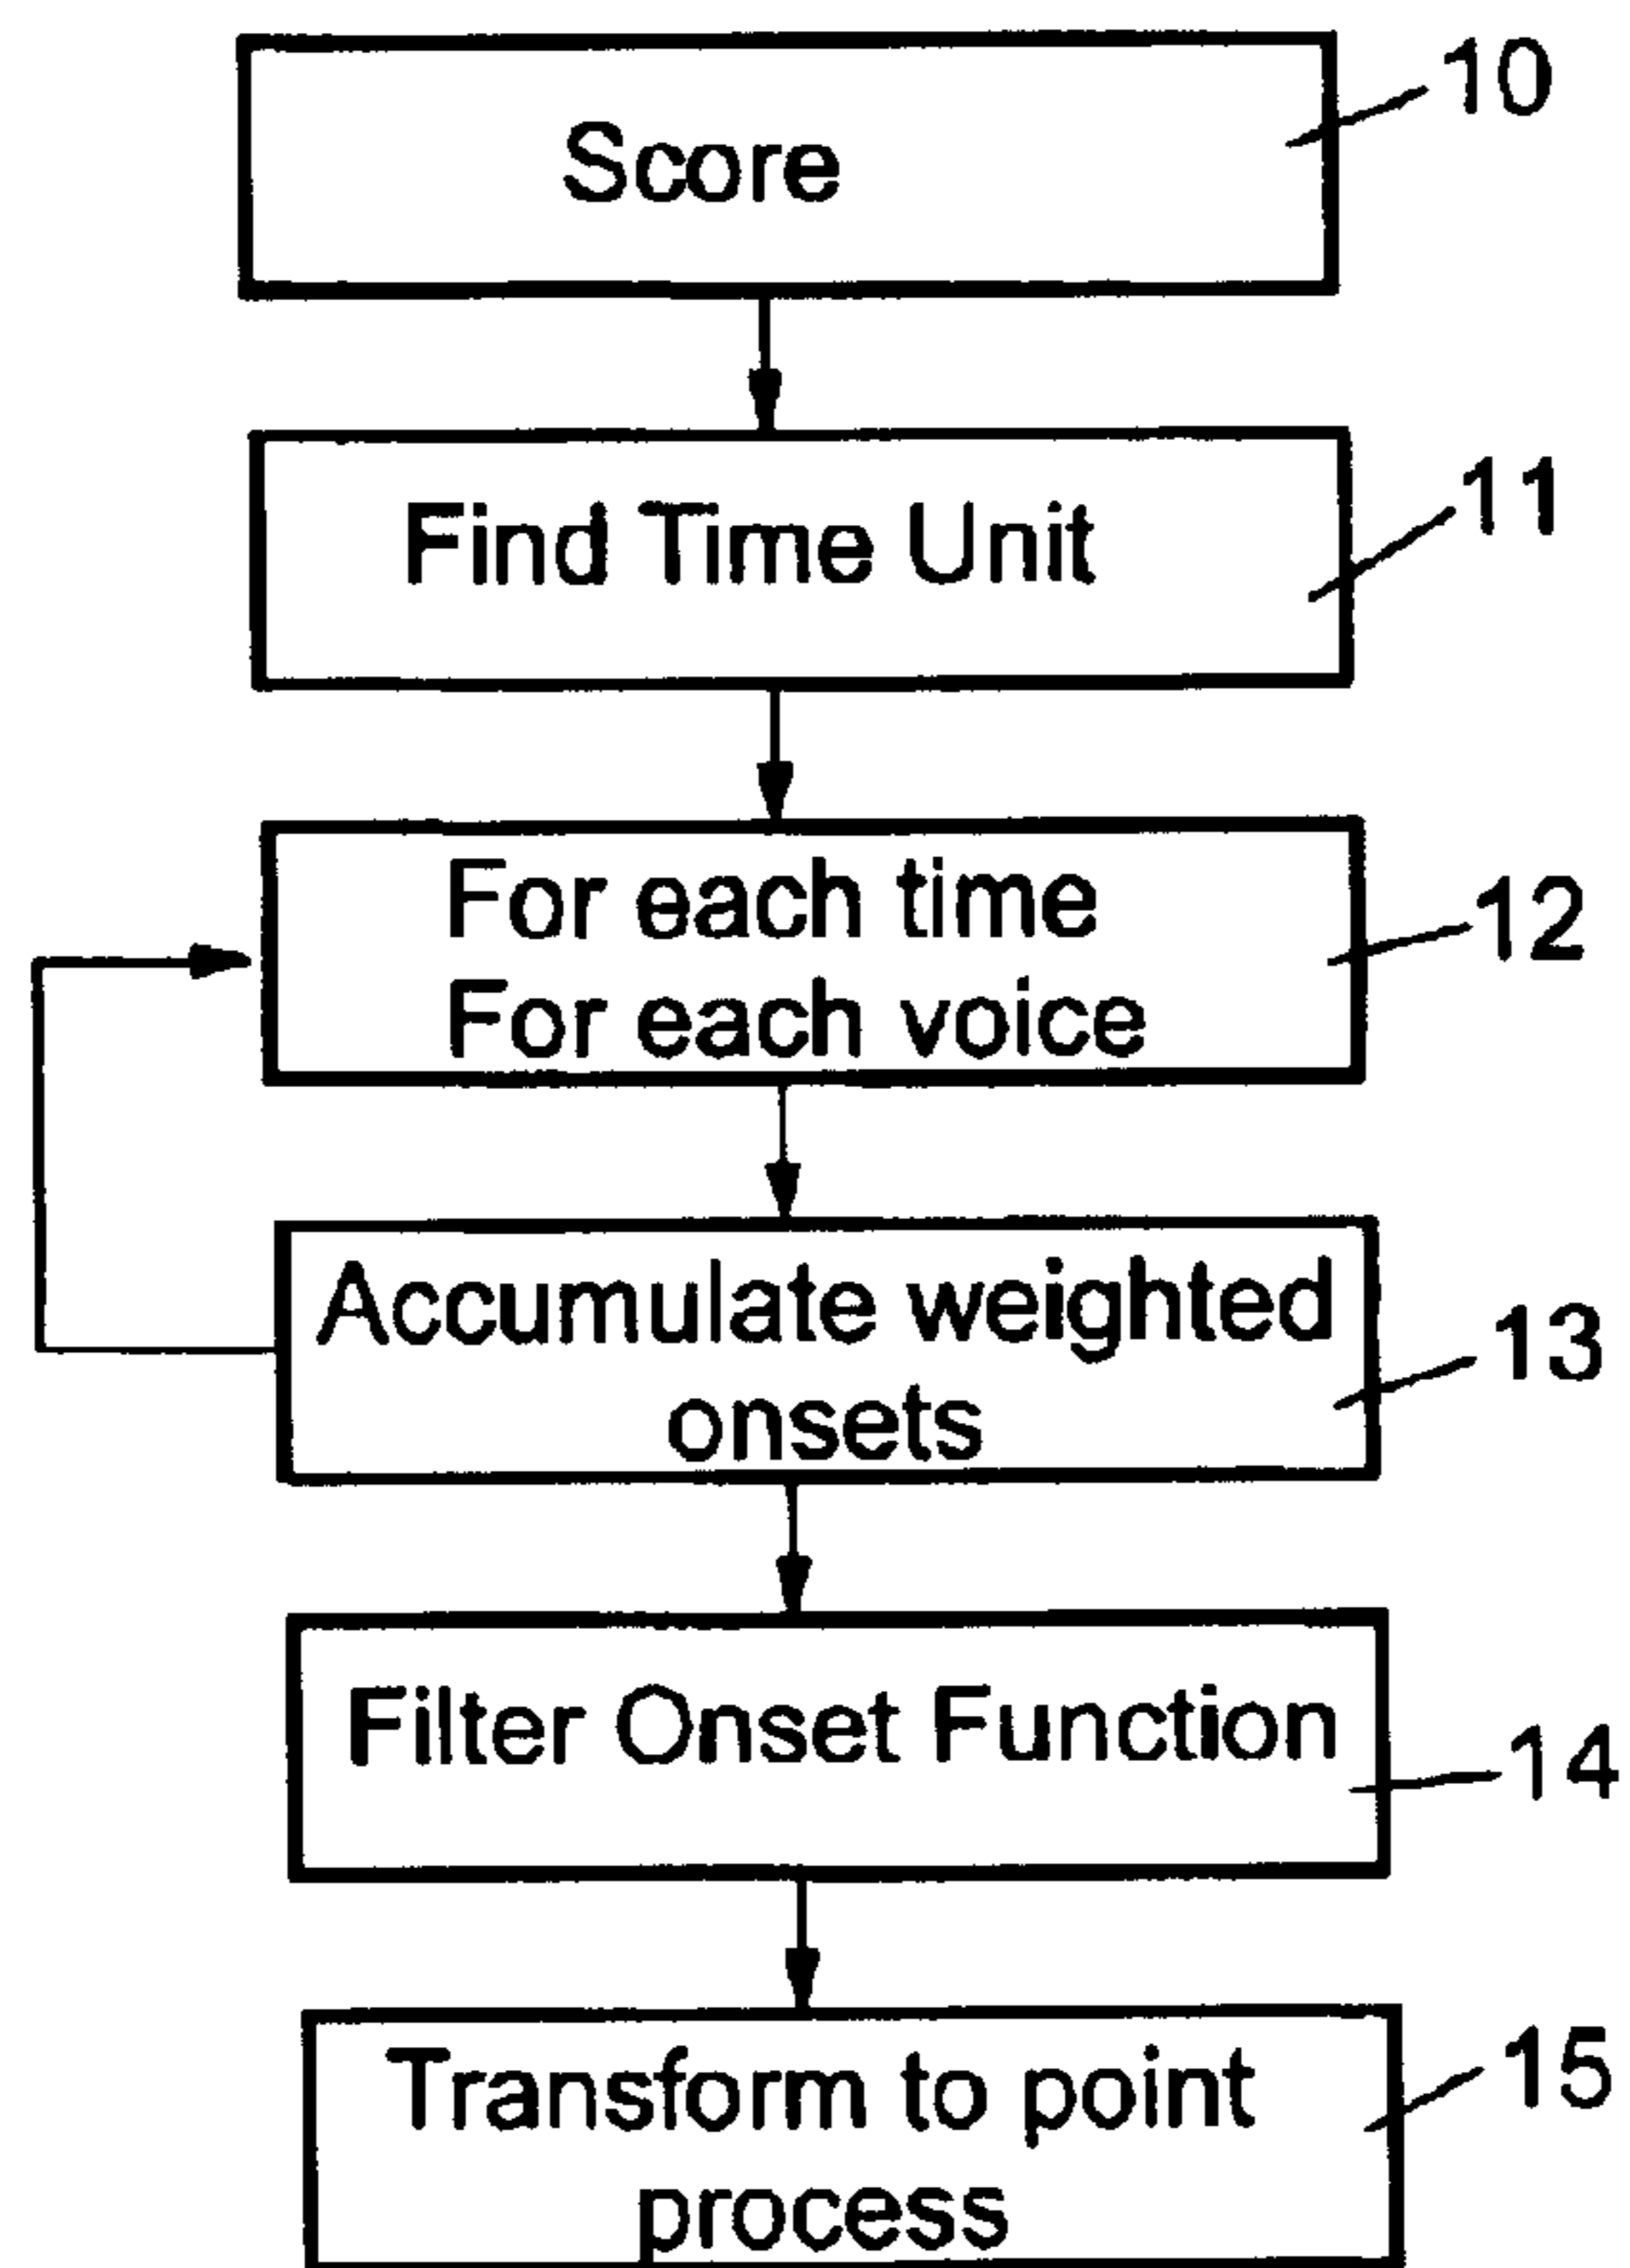 Score
10
Find Time Unit
11
For each time
For each voice
12
Accumulate weighted
onsets
13
Filter Onset Function
14
Transform to point
process
15